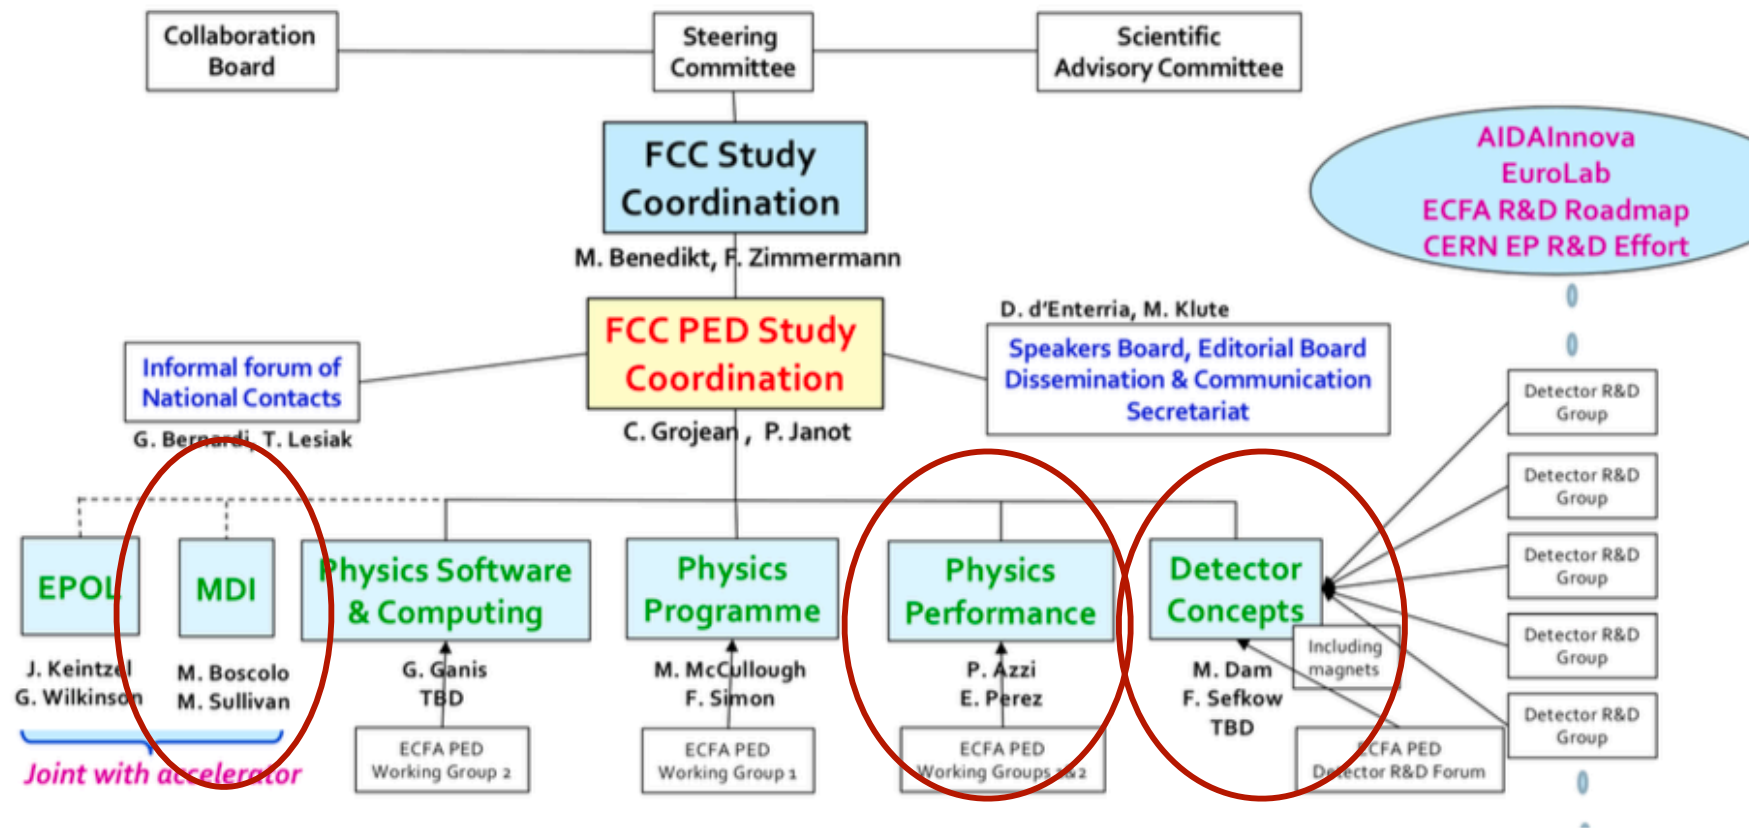 Collaboration
Board
Steering
Committee
Scientific
Advisory Committee
AIDAInnova
EuroLab
ECFA R&D Roadmap
CERN EP R&D Effort
FCC Study
Coordination
M. Benedikt, F. Zimmermann
FCC PED Study
Coordination
C. Grojean , P. Janot
Informal forum of
National Contacts
G. Bernardi, T. Lesiak
D. d'Enterria, M. Klute
Speakers Board, Editorial Board
Dissemination & Communication
Secretariat
Detector R&D
Group
Detector R&D
Group
Detector R&D
Group
Detector R&D
Group
Detector R&D
Group
EPOL
J. Keintzel
G. Wilkinson
MDI
M. Boscolo
M. Sullivan
Joint with accelerator
Physics Software
& Computing
G. Ganis
TBD
ECFA PED
Working Group 2
Physics
Programme
M. McCullough
F. Simon
ECFA PED
Working Group 1
Physics
Performance
P. Azzi
E. Perez
ECFA PED
Working Groups 1&2
Detector
Concepts
Including
magnets
M. Dam
F. Sefkow
TBD
ECFA PED
Detector R&D Forum